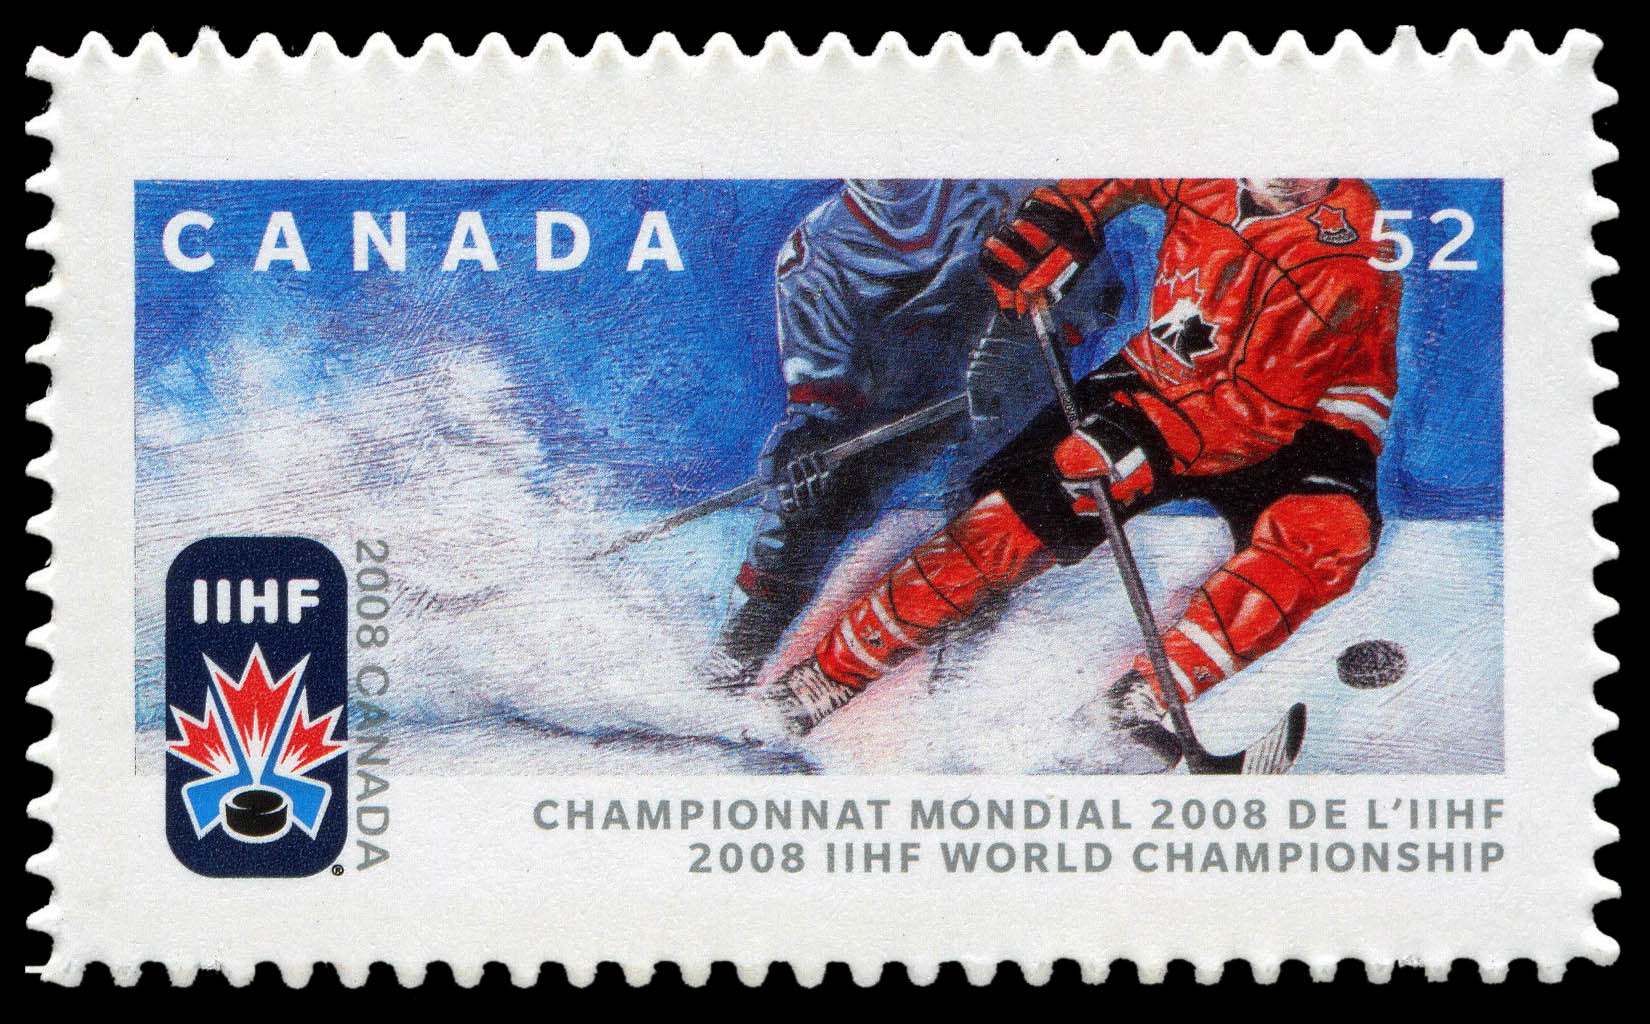 CANADA
52
IIHF
®
2008 CANADA
CHAMPIONNAT MONDIAL 2008 DE L'IIHF
2008 IIHF WORLD CHAMPIONSHIP